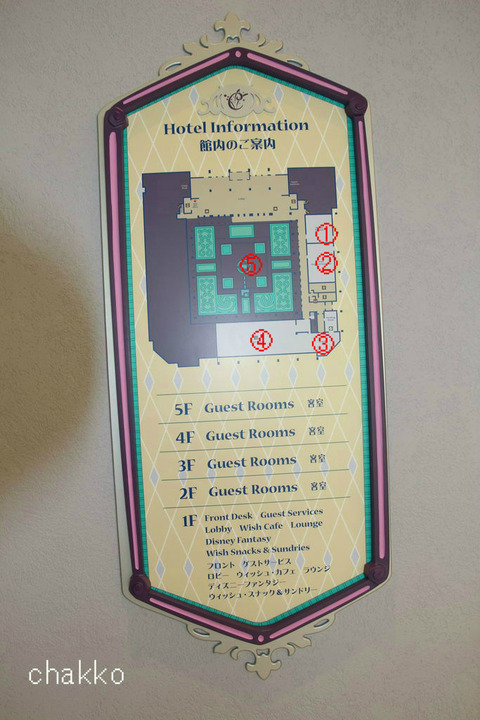 Hotel Information
館内のご案内
①
②
⑤
④
③
5F Guest Rooms 客室
4F Guest Rooms 客室
3F Guest Rooms 客室
2F Guest Rooms 客室
1F Front Desk Guest Services
Lobby Wish Cafe Lounge
Disney Fantasy
Wish Snacks & Sundries
フロント ゲストサービス
ロビー ウィッシュ・カフェ ラウンジ
ディズニーファンタジー
ウィッシュ・スナック&サンドリー
chakko